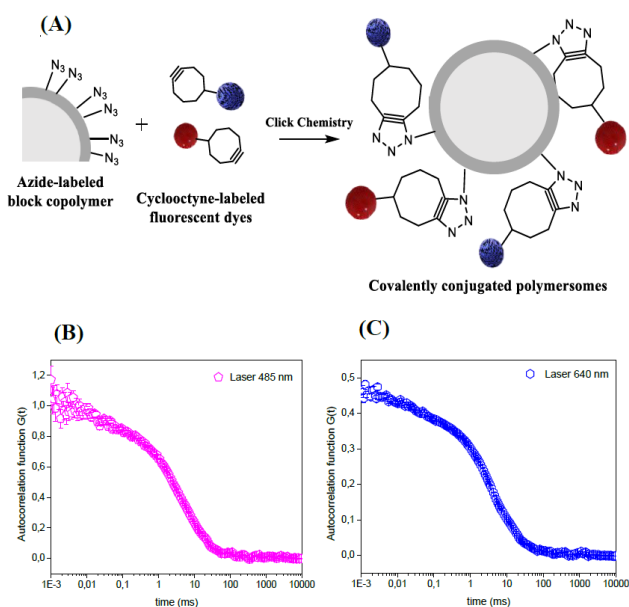 (A)
N3
N3
N3
N3
N3
N3
+
Click Chemistry
Azide-labeled
block copolymer
Cyclooctyne-labeled
fluorescent dyes
N
N
N
N
N
N
N
N
N
N
N
N
Covalently conjugated polymersomes
(B)
Laser 485 nm
Autocorrelation function G(t)
1,2
1,0
0,8
0,6
0,4
0,2
0,0
1E-3 0,01 0,1 1 10 100 1000 10000
time (ms)
(C)
Laser 640 nm
Autocorrelation function G(t)
0,5
0,4
0,3
0,2
0,1
0,0
1E-3 0,01 0,1 1 10 100 1000 10000
time (ms)